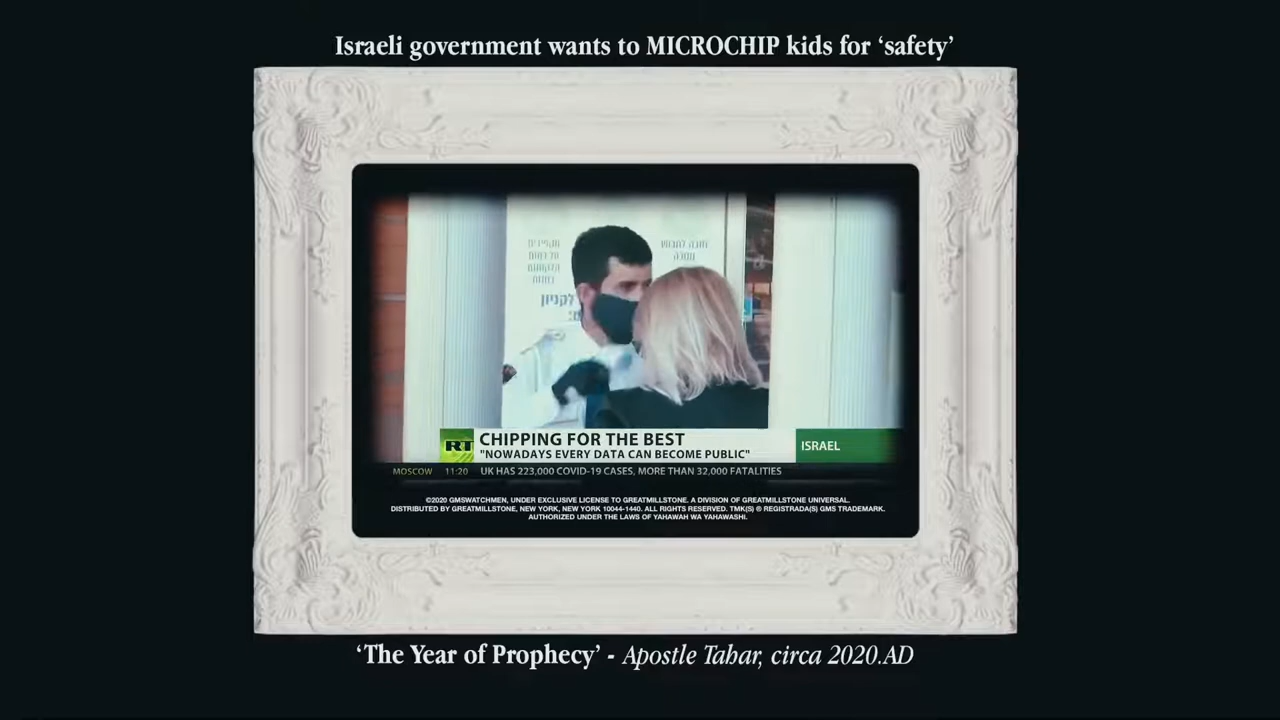 Israeli government wants to MICROCHIP kids for ‘safety’
לקניון
RT
CHIPPING FOR THE BEST
"NOWADAYS EVERY DATA CAN BECOME PUBLIC"
ISRAEL
MOSCOW 11:20 UK HAS 223,000 COVID-19 CASES, MORE THAN 32,000 FATALITIES
©2020 GMSWATCHMEN, UNDER EXCLUSIVE LICENSE TO GREATMILLSTONE. A DIVISION OF GREATMILLSTONE UNIVERSAL.
DISTRIBUTED BY GREATMILLSTONE, NEW YORK, NEW YORK 10044-1440. ALL RIGHTS RESERVED. TMK(S) ® REGISTRADA(S) GMS TRADEMARK.
AUTHORIZED UNDER THE LAWS OF YAHAWAH WA YAHAWASHI.
‘The Year of Prophecy’ - Apostle Tahar, circa 2020.AD